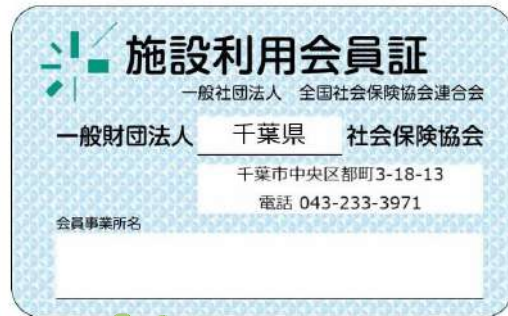 施設利用会員証
一般社団法人 全国社会保険協会連合会
一般財団法人 千葉県 社会保険協会
千葉市中央区都町3-18-13
電話 043-233-3971
会員事業所名